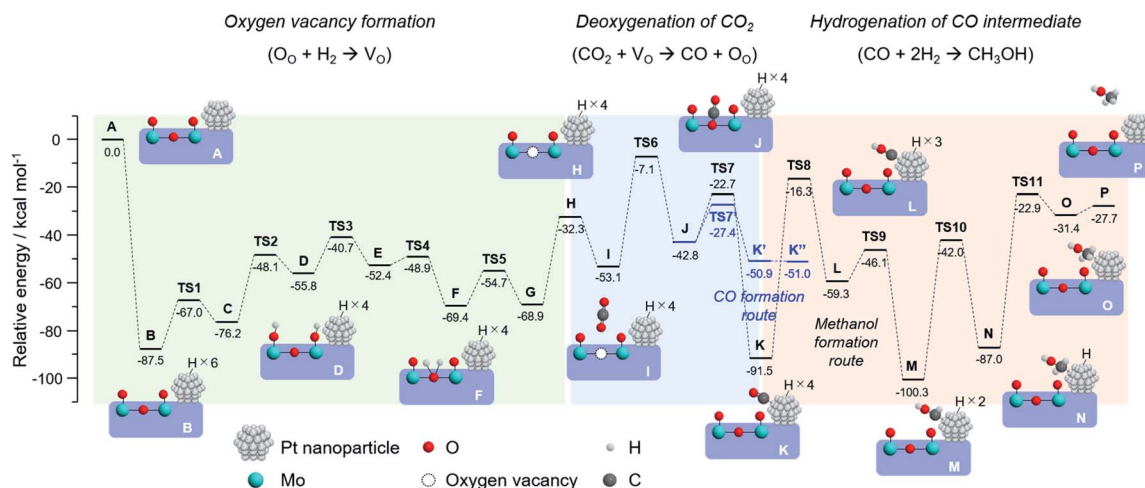 Oxygen vacancy formation
(O₀ + H₂ → V₀)
Deoxygenation of CO₂
(CO₂ + V₀ → CO + O₀)
Hydrogenation of CO intermediate
(CO + 2H₂ → CH₃OH)
Relative energy / kcal mol⁻¹
0
-20
-40
-60
-80
-100
A
0.0
B
-87.5
TS1
-67.0
C
-76.2
TS2
-48.1
D
-55.8
TS3
-40.7
E
-52.4
TS4
-48.9
F
-69.4
TS5
-54.7
G
-68.9
H
-32.3
I
-53.1
TS6
-7.1
J
-42.8
TS7
-22.7
TS7'
-27.4
K'
-50.9
K''
-51.0
CO formation
route
K
-91.5
TS8
-16.3
L
-59.3
TS9
-46.1
Methanol
formation
route
M
-100.3
TS10
-42.0
N
-87.0
TS11
-22.9
O
-31.4
P
-27.7
A
H × 6
B
H × 4
D
H × 4
F
H × 4
H
H × 4
I
H × 4
J
H × 4
K
H × 3
L
H × 2
M
H
N
O
P
Pt nanoparticle
O
H
Mo
Oxygen vacancy
C